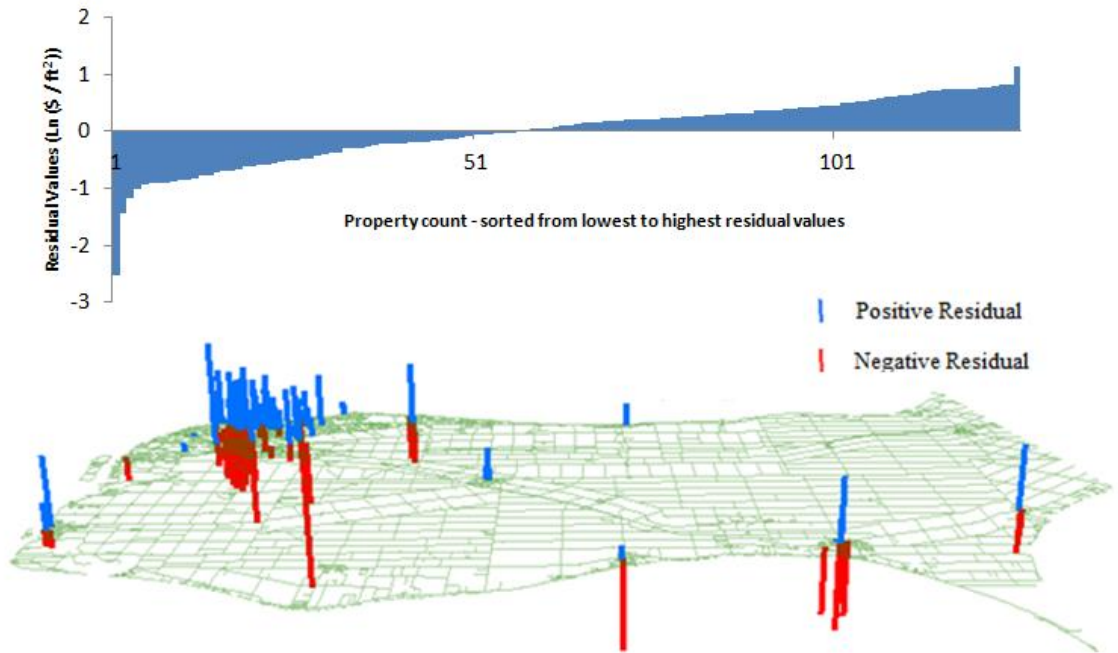 2
1
0
-1
-2
-3
Residual Values (Ln ($ / ft²))
1
51
101
Property count - sorted from lowest to highest residual values
Positive Residual
Negative Residual